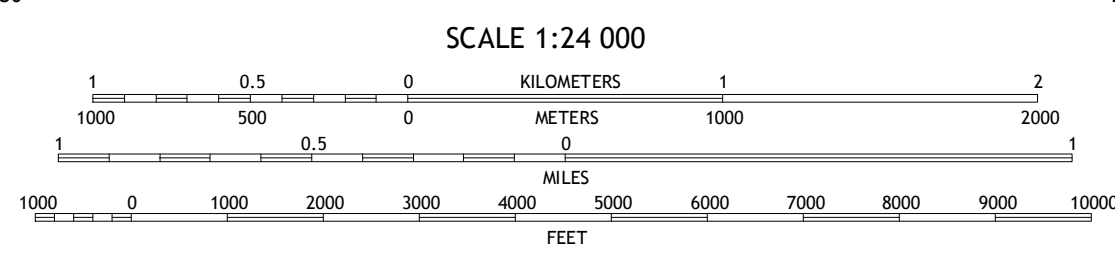 SCALE 1:24 000
1 0.5 0 KILOMETERS 1 2
1000 500 0 METERS 1000 2000
1 0.5 0 1
MILES
1000 0 1000 2000 3000 4000 5000 6000 7000 8000 9000 10000
FEET